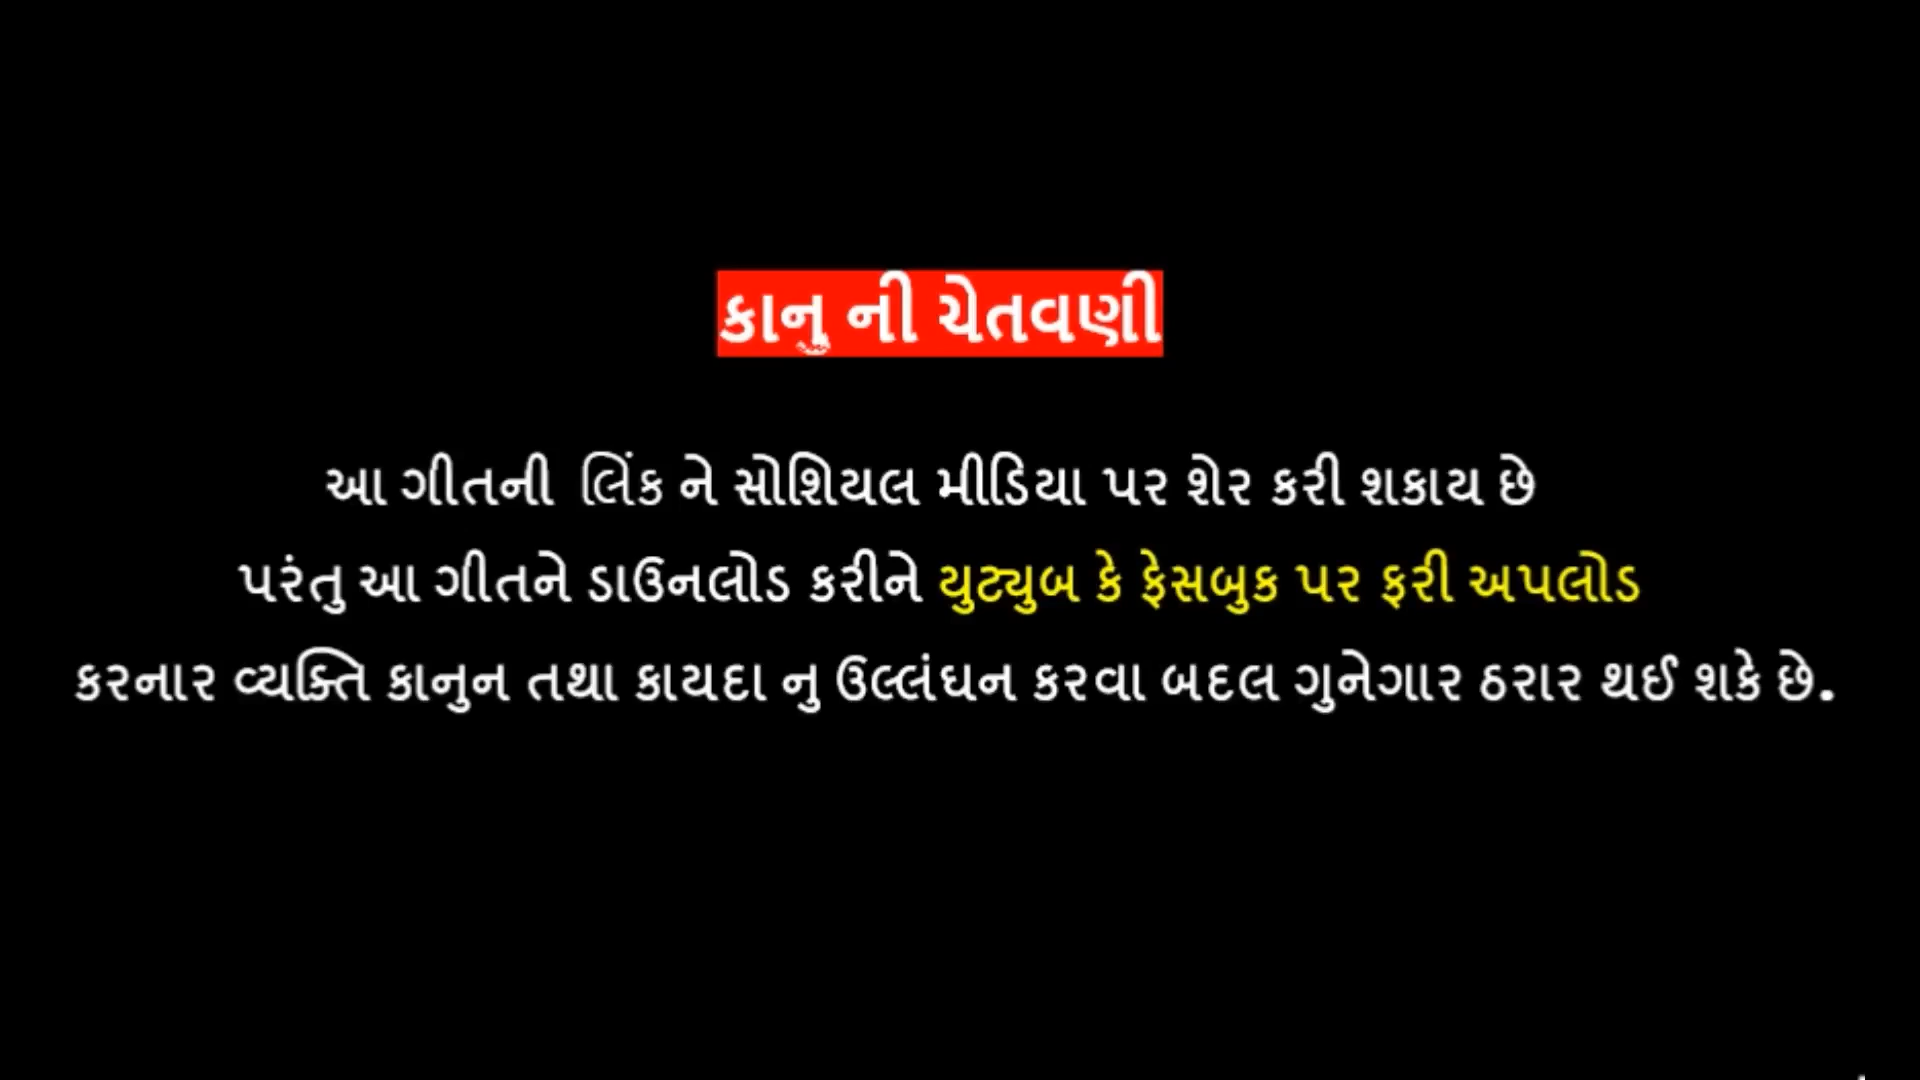 કાનુ ની ચેતવણી
આ ગીતની લિંક ને સોશિયલ મીડિયા પર શેર કરી શકાય છે
પરંતુ આ ગીતને ડાઉનલોડ કરીને યુટ્યુબ કે ફેસબુક પર ફરી અપલોડ
કરનાર વ્યક્તિ કાનુન તથા કાયદા નુ ઉલ્લંઘન કરવા બદલ ગુનેગાર ઠરાર થઈ શકે છે.